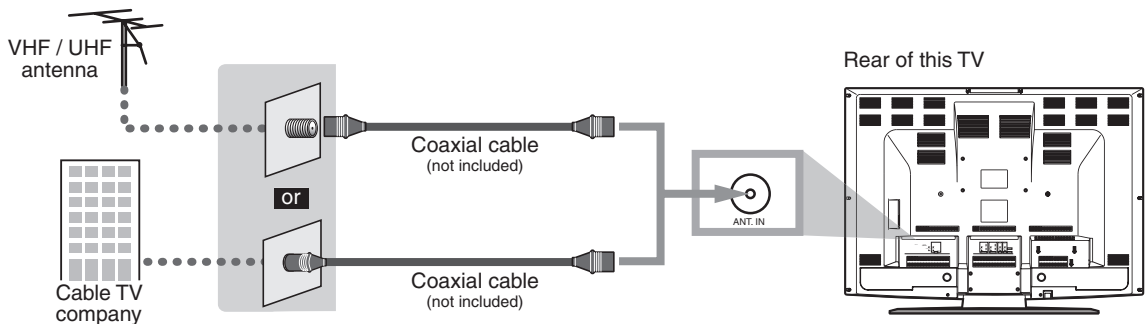 VHF / UHF
antenna
Rear of this TV
Coaxial cable
(not included)
or
ANT. IN
Cable TV
company
Coaxial cable
(not included)